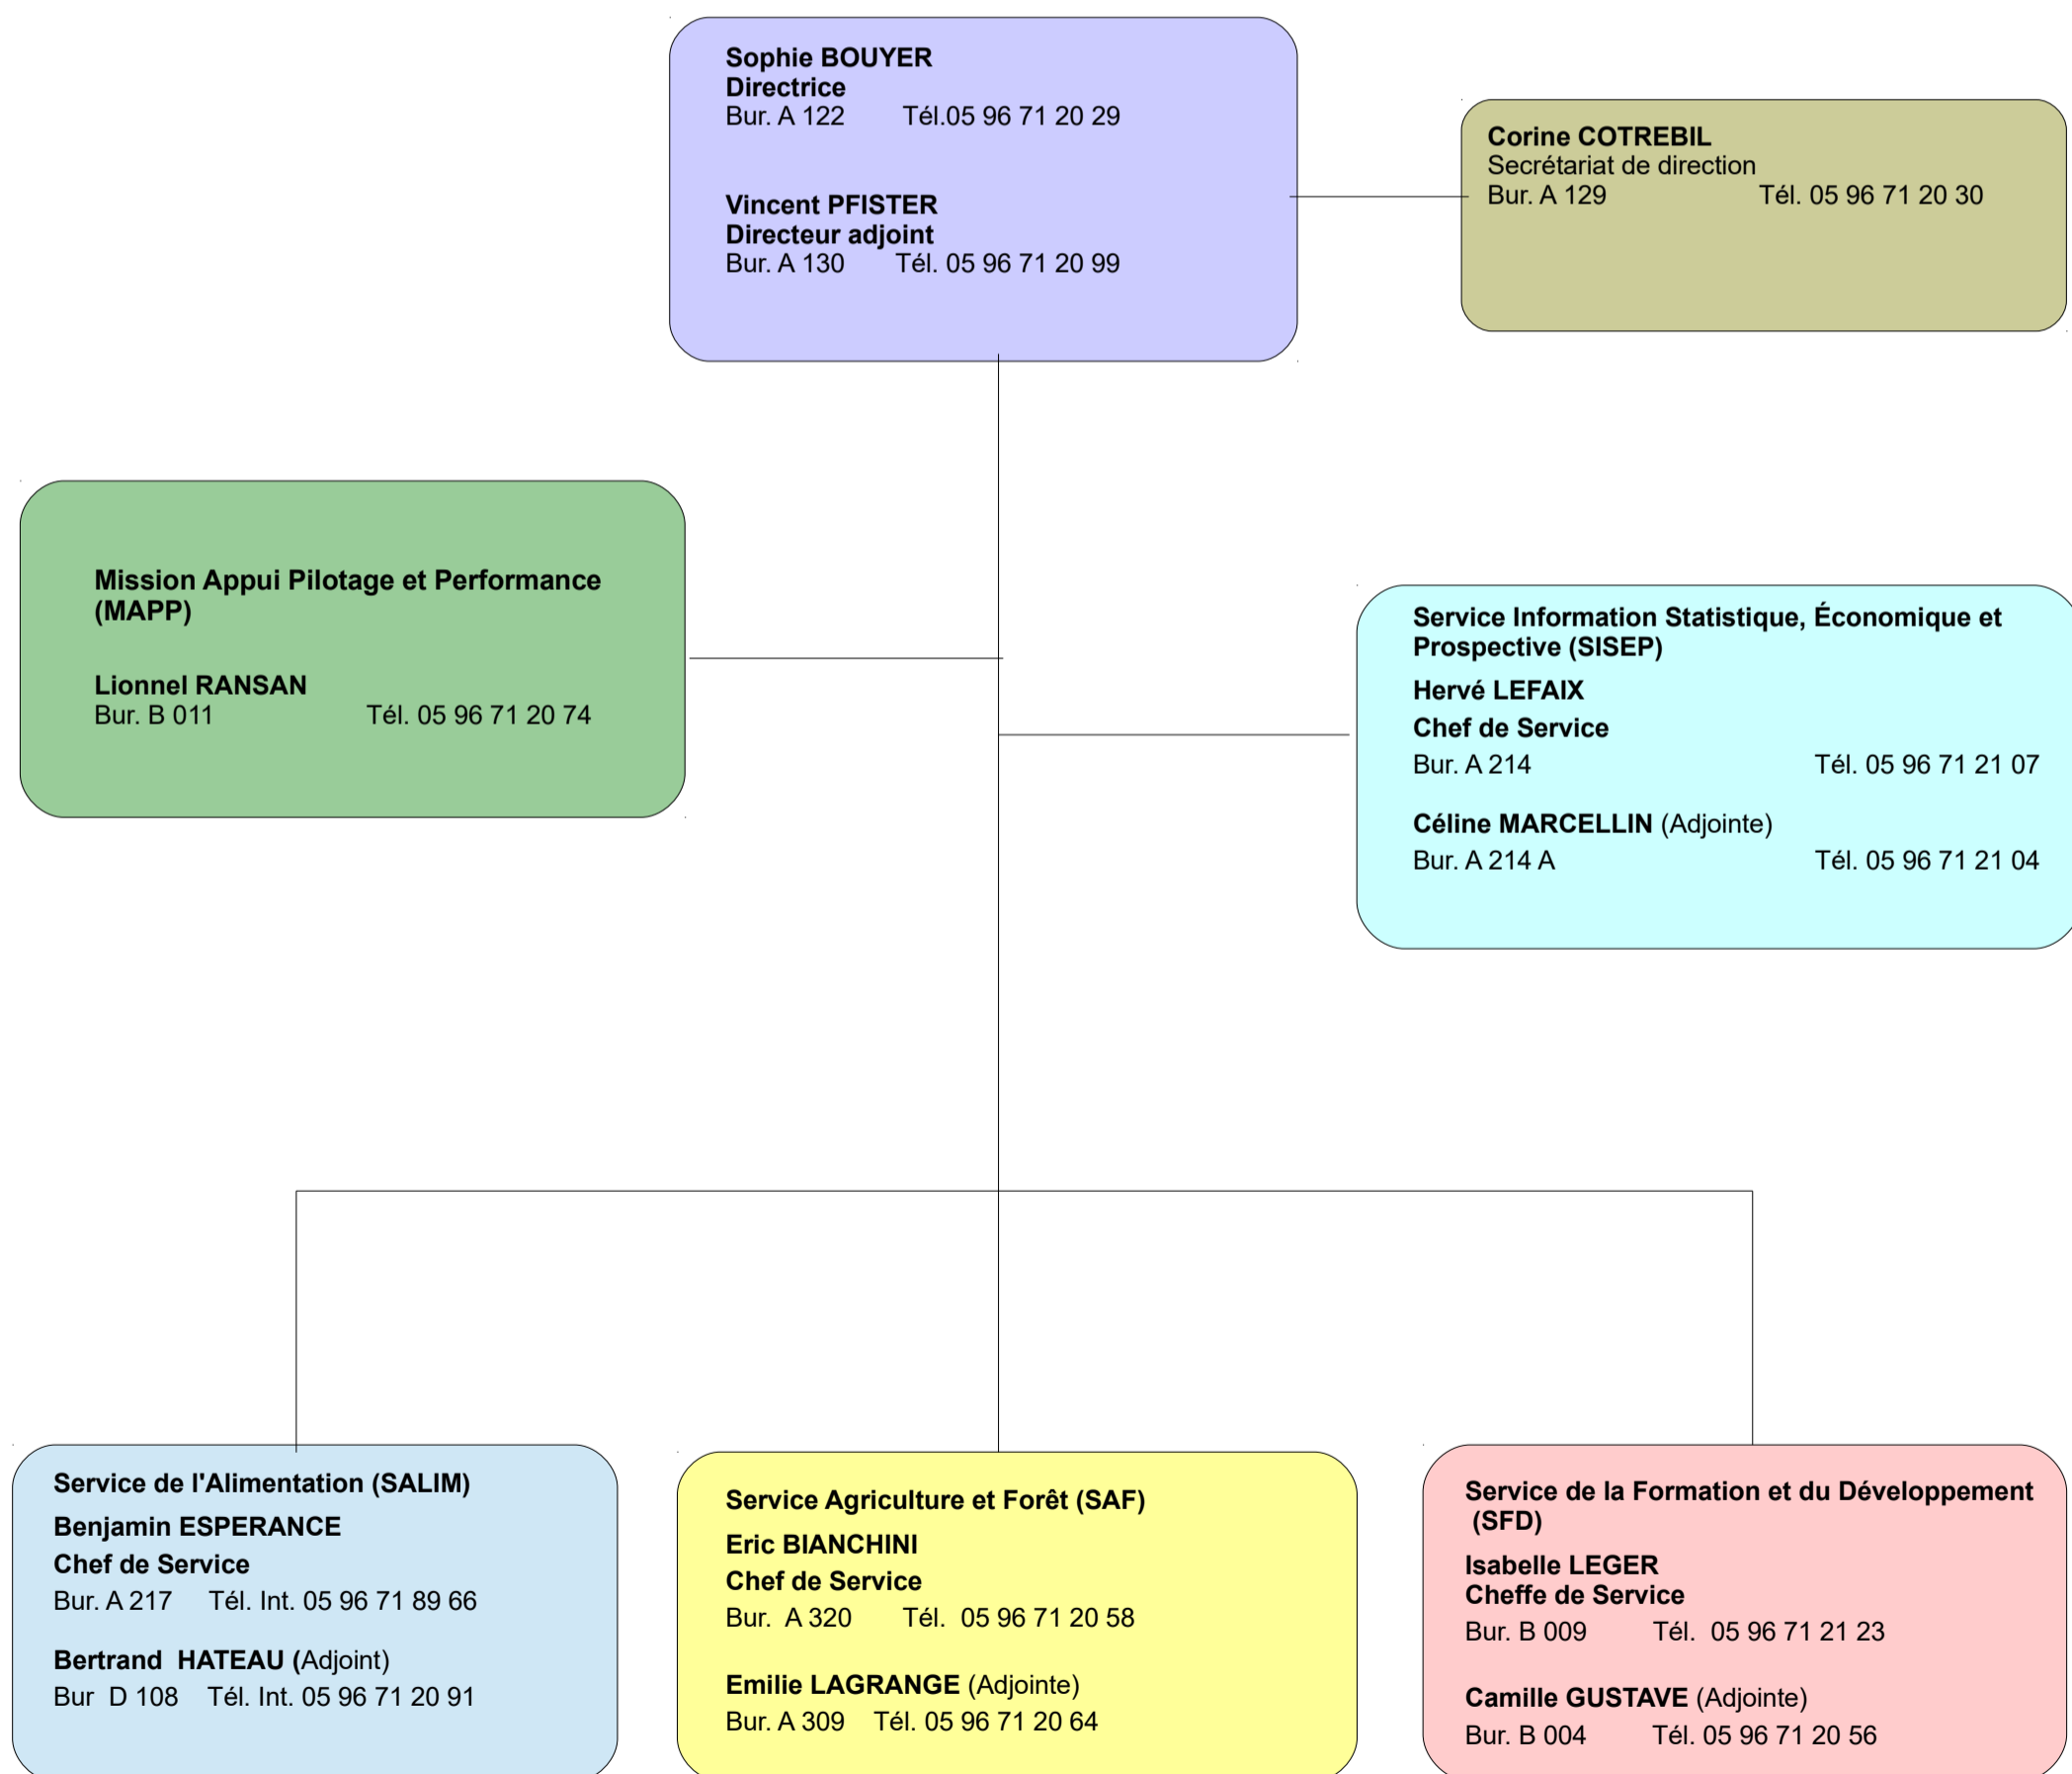 Sophie BOUYER
Directrice
Bur. A 122 Tél.05 96 71 20 29
Vincent PFISTER
Directeur adjoint
Bur. A 130 Tél. 05 96 71 20 99
Corine COTREBIL
Secrétariat de direction
Bur. A 129 Tél. 05 96 71 20 30
Mission Appui Pilotage et Performance
(MAPP)
Lionnel RANSAN
Bur. B 011 Tél. 05 96 71 20 74
Service Information Statistique, Économique et
Prospective (SISEP)
Hervé LEFAIX
Chef de Service
Bur. A 214 Tél. 05 96 71 21 07
Céline MARCELLIN (Adjointe)
Bur. A 214 A Tél. 05 96 71 21 04
Service de l'Alimentation (SALIM)
Benjamin ESPERANCE
Chef de Service
Bur. A 217 Tél. Int. 05 96 71 89 66
Bertrand HATEAU (Adjoint)
Bur D 108 Tél. Int. 05 96 71 20 91
Service Agriculture et Forêt (SAF)
Eric BIANCHINI
Chef de Service
Bur. A 320 Tél. 05 96 71 20 58
Emilie LAGRANGE (Adjointe)
Bur. A 309 Tél. 05 96 71 20 64
Service de la Formation et du Développement
(SFD)
Isabelle LEGER
Cheffe de Service
Bur. B 009 Tél. 05 96 71 21 23
Camille GUSTAVE (Adjointe)
Bur. B 004 Tél. 05 96 71 20 56